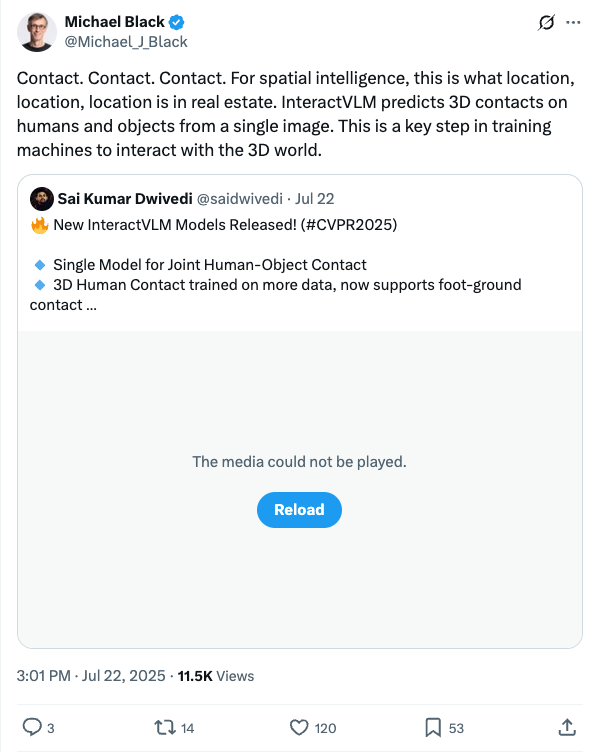 Michael Black
@Michael_J_Black
Contact. Contact. Contact. For spatial intelligence, this is what location,
location, location is in real estate. InteractVLM predicts 3D contacts on
humans and objects from a single image. This is a key step in training
machines to interact with the 3D world.
Sai Kumar Dwivedi @saidwivedi · Jul 22
🔥 New InteractVLM Models Released! (#CVPR2025)
🔹 Single Model for Joint Human-Object Contact
🔹 3D Human Contact trained on more data, now supports foot-ground
contact ...
The media could not be played.
Reload
3:01 PM · Jul 22, 2025 · 11.5K Views
3 14 120 53